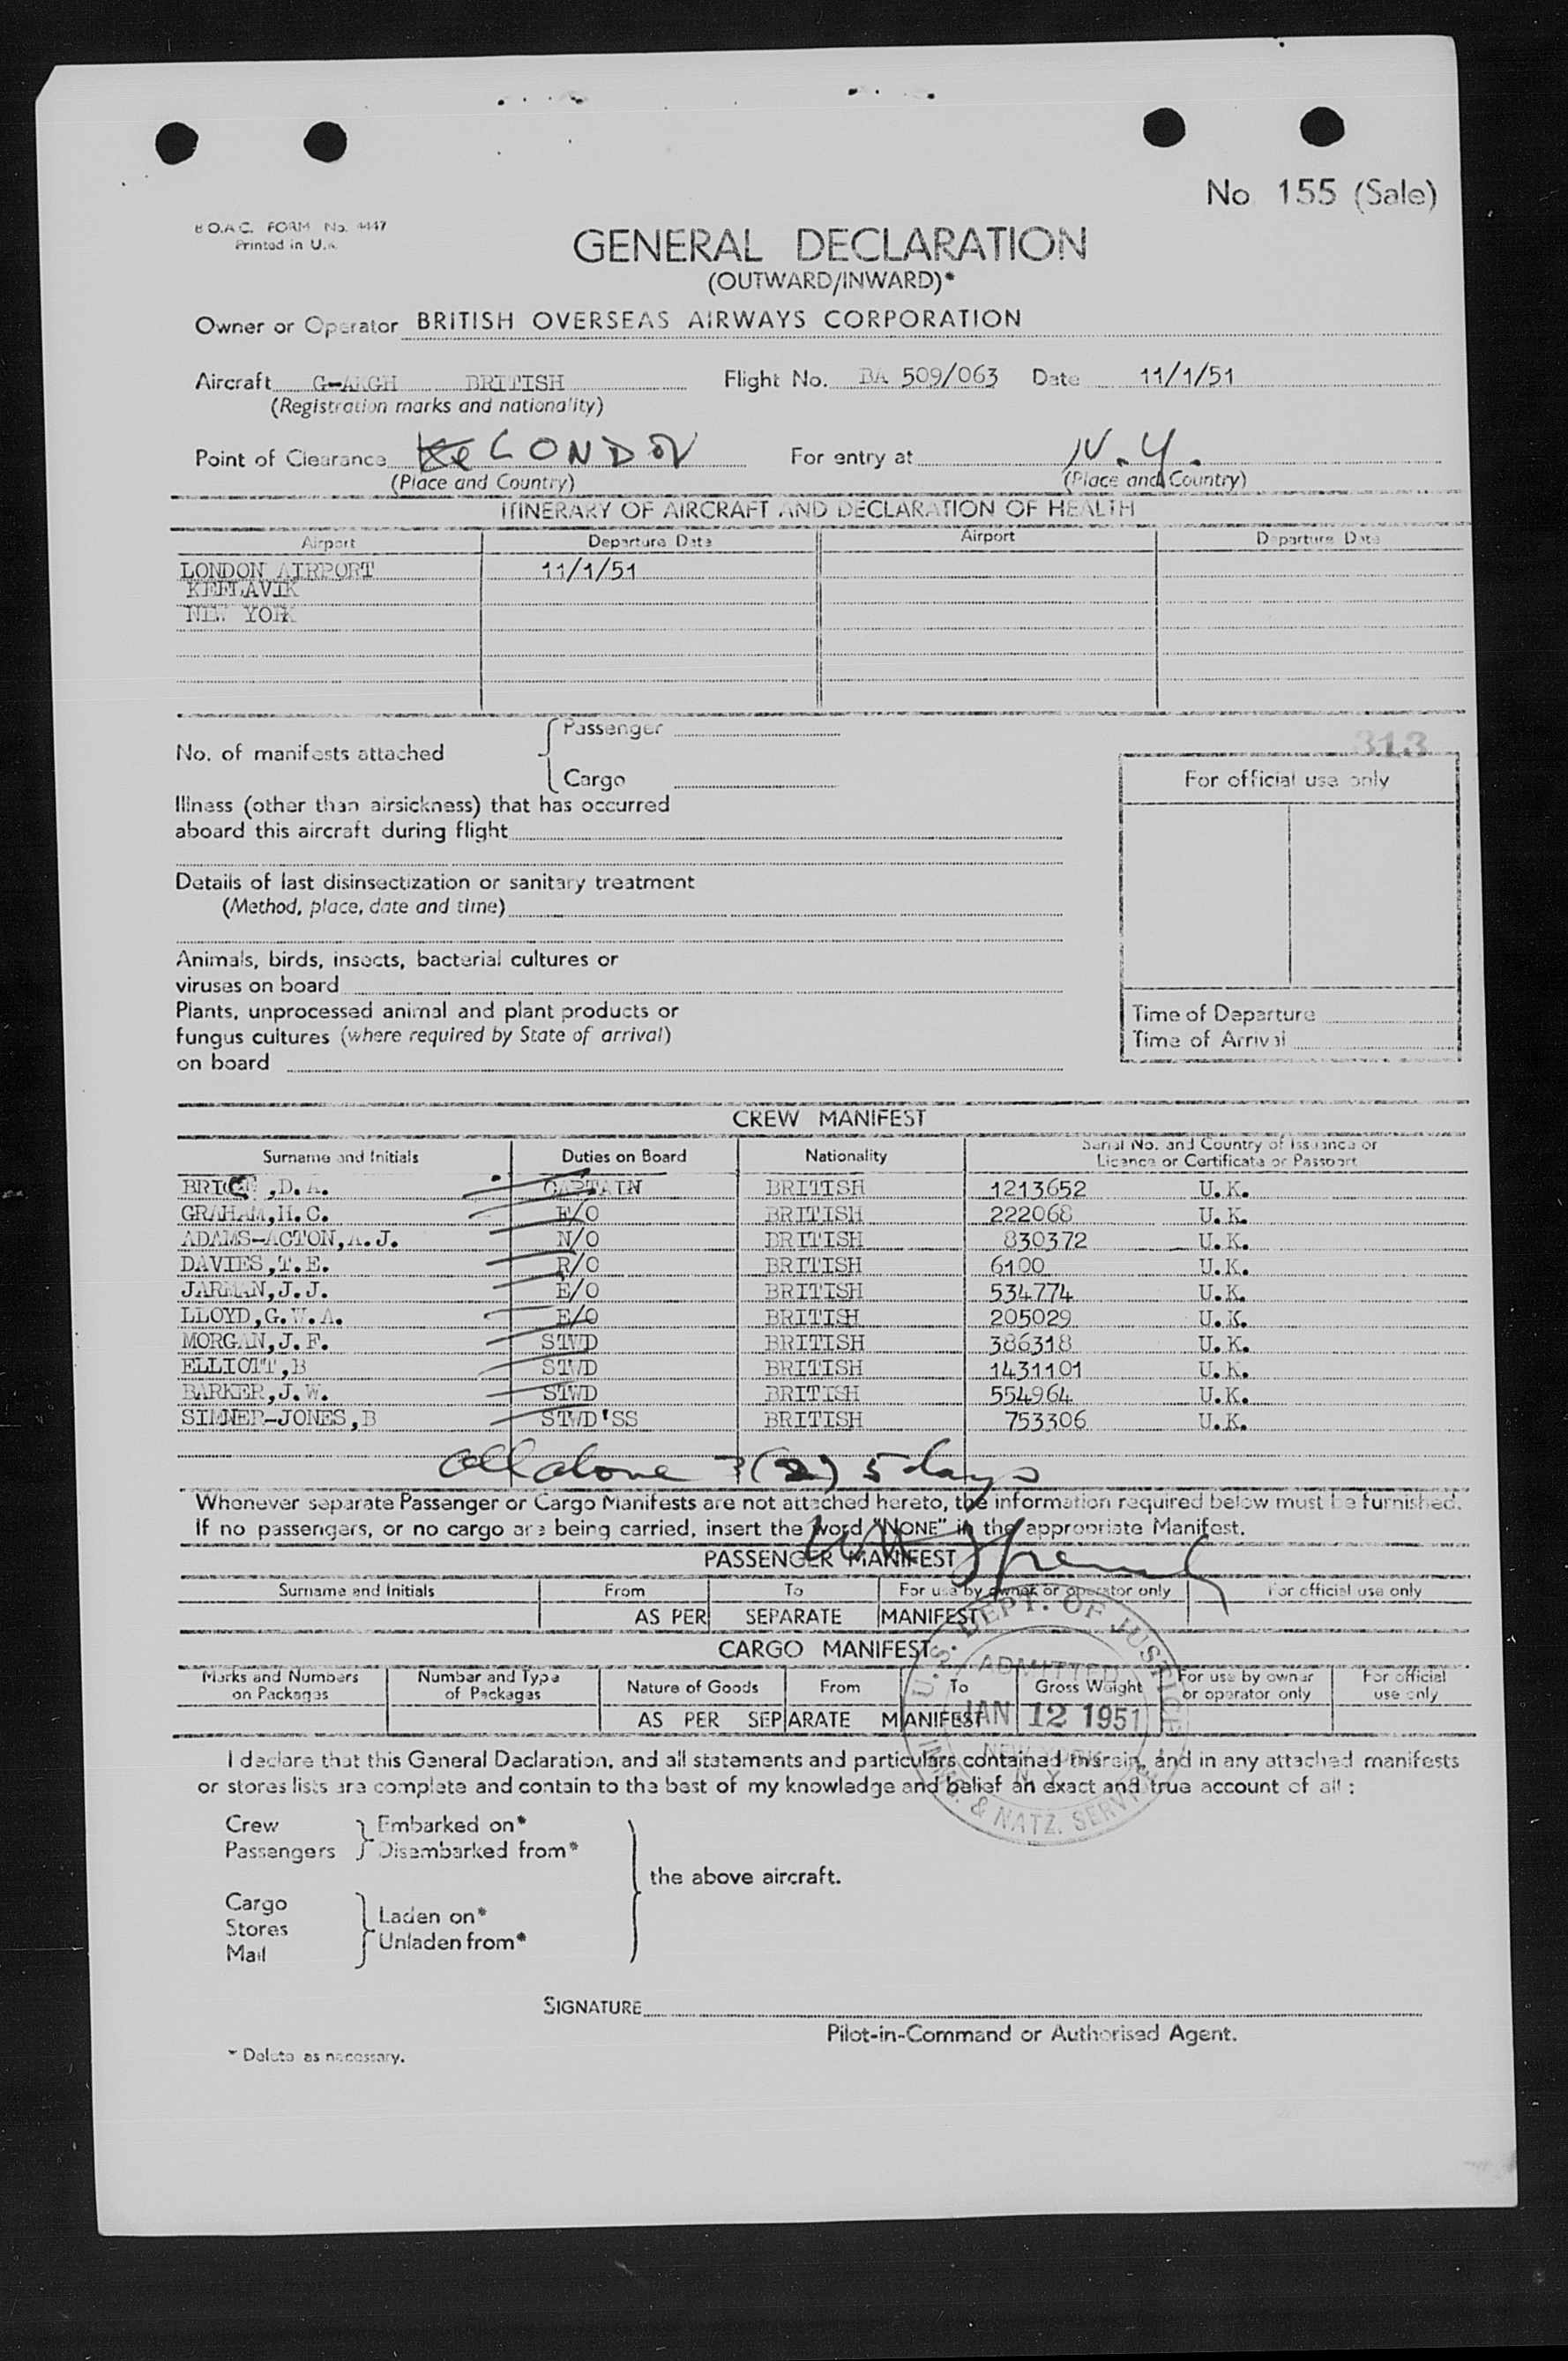 No 155 (Sale)
B.O.A.C. FORM No. 4447
Printed in U.K.
GENERAL DECLARATION
(OUTWARD/INWARD)*
Owner or Operator BRITISH OVERSEAS AIRWAYS CORPORATION
Aircraft G-AKGH BRITISH Flight No. BA 509/063 Date 11/1/51
(Registration marks and nationality)
Point of Clearance LONDON For entry at N.Y.
(Place and Country) (Place and Country)
ITINERARY OF AIRCRAFT AND DECLARATION OF HEALTH
Airport Departure Date Airport Departure Date
LONDON AIRPORT 11/1/51
KEFLAVIK
NEW YORK
313
No. of manifests attached { Passenger
Cargo
For official use only
Illness (other than airsickness) that has occurred
aboard this aircraft during flight
Details of last disinsectization or sanitary treatment
(Method, place, date and time)
Animals, birds, insects, bacterial cultures or
viruses on board
Plants, unprocessed animal and plant products or
fungus cultures (where required by State of arrival)
on board
Time of Departure
Time of Arrival
CREW MANIFEST
Surname and Initials Duties on Board Nationality Serial No. and Country of Issuance or
Licence or Certificate or Passport
BRICE, D.A. CAPTAIN BRITISH 1213652 U.K.
GRAHAM,H.C. F/O BRITISH 222068 U.K.
ADAMS-ACTON,A.J. N/O BRITISH 830372 U.K.
DAVIES,T.E. R/O BRITISH 6100 U.K.
JARMAN,J.J. E/O BRITISH 534774 U.K.
LLOYD,G.W.A. E/O BRITISH 205029 U.K.
MORGAN,J.F. STWD BRITISH 386318 U.K.
ELLIOTT,B STWD BRITISH 1431101 U.K.
BARKER,J.W. STWD BRITISH 554964 U.K.
SIMNER-JONES,B STWD'SS BRITISH 753306 U.K.
All above 3(2) 5 days
Whenever separate Passenger or Cargo Manifests are not attached hereto, the information required below must be furnished.
If no passengers, or no cargo are being carried, insert the word "NONE" in the appropriate Manifest.
PASSENGER MANIFEST
Surname and Initials From To For use by owner or operator only For official use only
AS PER SEPARATE MANIFEST
CARGO MANIFEST
Marks and Numbers on Packages Number and Type of Packages Nature of Goods From To Gross Weight For use by owner or operator only For official use only
AS PER SEPARATE MANIFEST
U.S. DEPT. OF JUSTICE
ADMITTED
JAN 12 1951
NEW YORK
N.Y.
IMM. & NATZ. SERVICE
I declare that this General Declaration, and all statements and particulars contained therein, and in any attached manifests
or stores lists are complete and contain to the best of my knowledge and belief an exact and true account of all :
Crew
Passengers } Embarked on*
Disembarked from*
the above aircraft.
Cargo
Stores
Mail } Laden on*
Unladen from*
SIGNATURE
Pilot-in-Command or Authorised Agent.
* Delete as necessary.